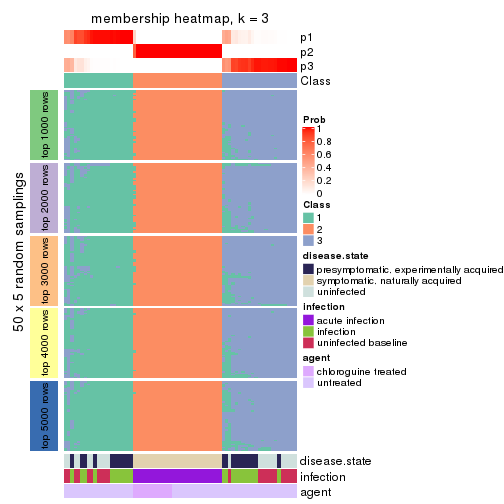 membership heatmap, k = 3
p1
p2
p3
Class
50 x 5 random samplings
top 1000 rows
top 2000 rows
top 3000 rows
top 4000 rows
top 5000 rows
Prob
1
0.8
0.6
0.4
0.2
0
Class
1
2
3
disease.state
presymptomatic. experimentally acquired
symptomatic. naturally acquired
uninfected
infection
acute infection
infection
uninfected baseline
agent
chloroguine treated
untreated
disease.state
infection
agent